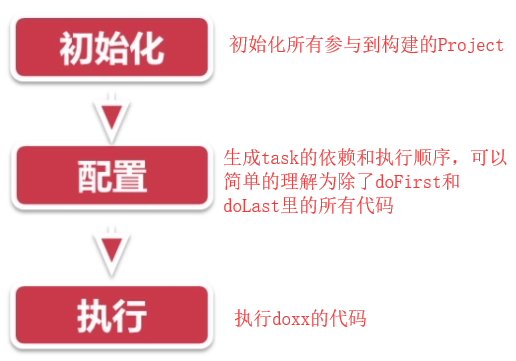 初始化
初始化所有参与到构建的Project
配置
生成task的依赖和执行顺序，可以
简单的理解为除了doFirst和
doLast里的所有代码
执行
执行doxx的代码